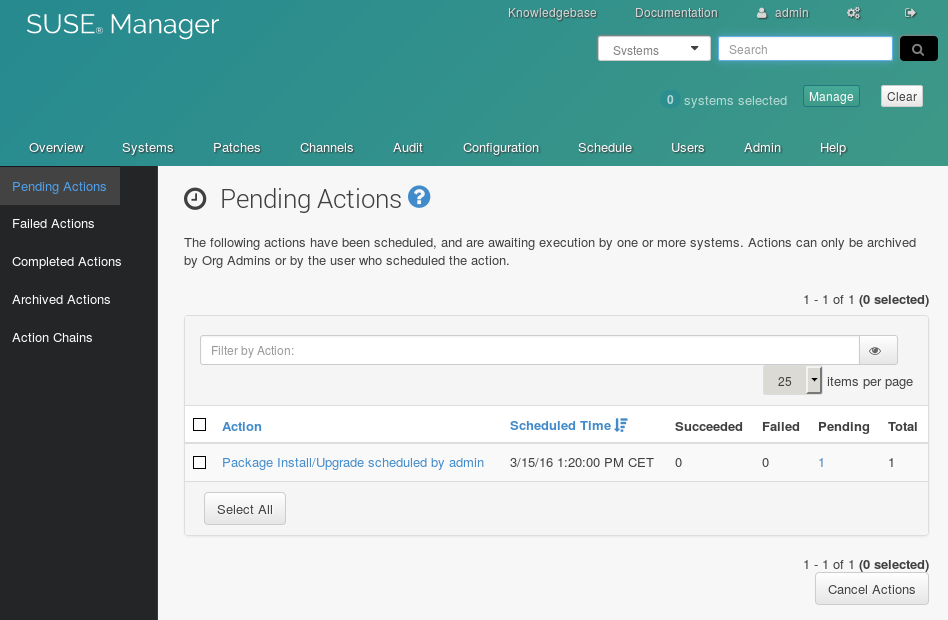 SUSE® Manager
Knowledgebase Documentation admin
Systems Search
0 systems selected Manage Clear
Overview Systems Patches Channels Audit Configuration Schedule Users Admin Help
Pending Actions
Failed Actions
Completed Actions
Archived Actions
Action Chains
Pending Actions ?
The following actions have been scheduled, and are awaiting execution by one or more systems. Actions can only be archived
by Org Admins or by the user who scheduled the action.
1 - 1 of 1 (0 selected)
Filter by Action:
25 items per page
Action Scheduled Time Succeeded Failed Pending Total
Package Install/Upgrade scheduled by admin 3/15/16 1:20:00 PM CET 0 0 1 1
Select All
1 - 1 of 1 (0 selected)
Cancel Actions